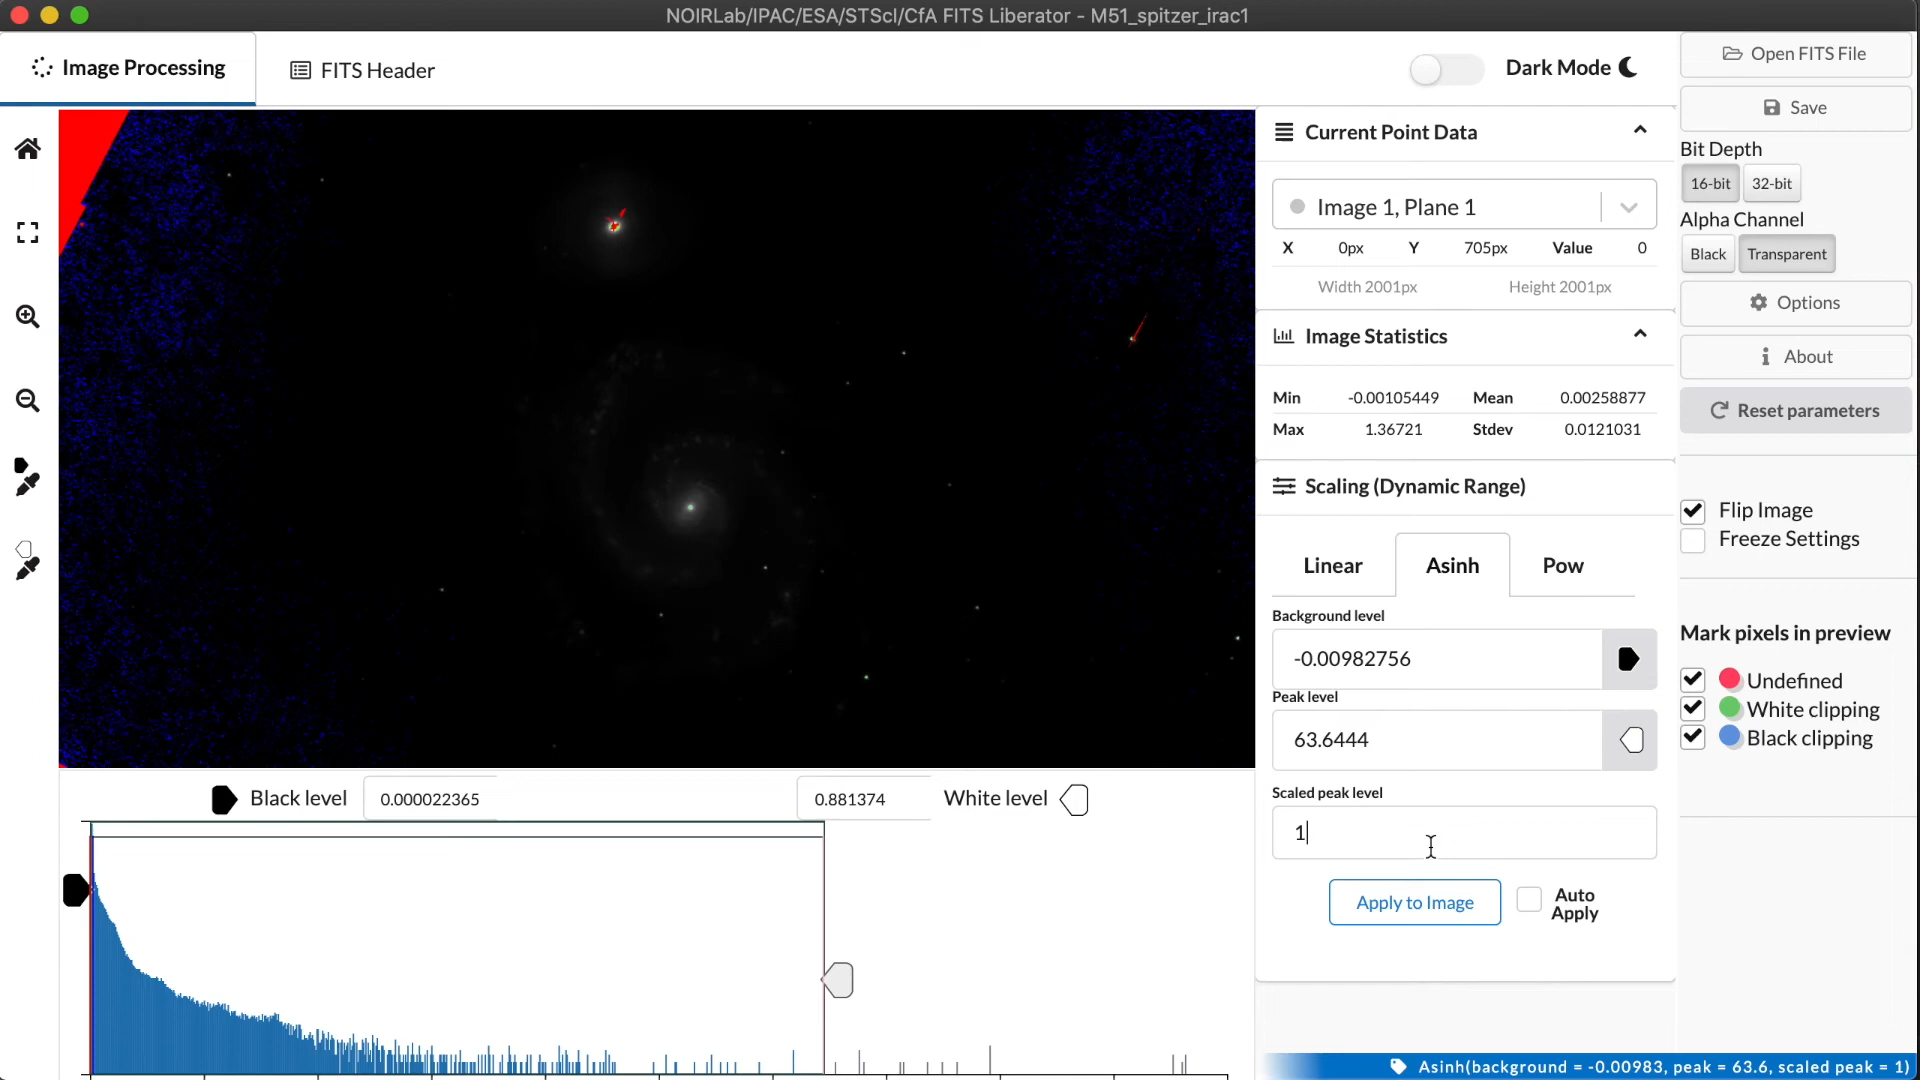 NOIRLab/IPAC/ESA/STScI/CfA FITS Liberator - M51_spitzer_irac1
Image Processing
FITS Header
Dark Mode
Open FITS File
Save
Bit Depth
16-bit
32-bit
Alpha Channel
Black
Transparent
Options
About
Reset parameters
Flip Image
Freeze Settings
Mark pixels in preview
Undefined
White clipping
Black clipping
Current Point Data
Image 1, Plane 1
X 0px Y 705px Value 0
Width 2001px Height 2001px
Image Statistics
Min -0.00105449 Mean 0.00258877
Max 1.36721 Stdev 0.0121031
Scaling (Dynamic Range)
Linear Asinh Pow
Background level
-0.00982756
Peak level
63.6444
Scaled peak level
1
Apply to Image
Auto
Apply
Black level 0.000022365
0.881374 White level
Asinh(background = -0.00983, peak = 63.6, scaled peak = 1)